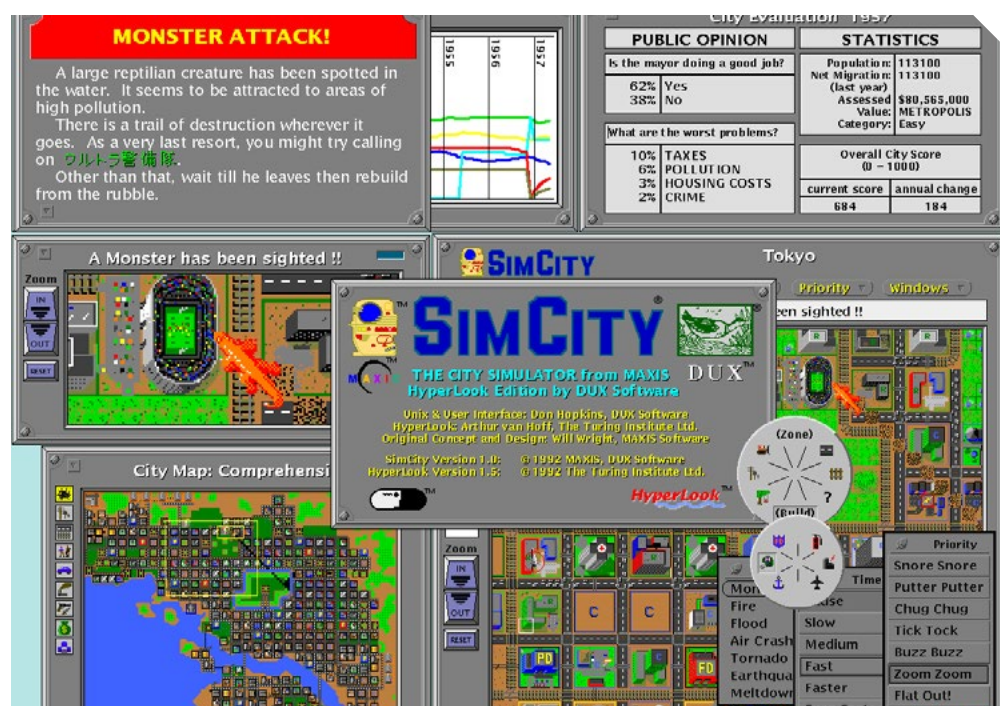 MONSTER ATTACK!
A large reptilian creature has been spotted in
the water. It seems to be attracted to areas of
high pollution.
There is a trail of destruction wherever it
goes. As a very last resort, you might try calling
on ウルトラ警備隊.
Other than that, wait till he leaves then rebuild
from the rubble.
1955
1956
1957
City Evaluation 1957
PUBLIC OPINION
Is the mayor doing a good job?
62% Yes
38% No
What are the worst problems?
10% TAXES
6% POLLUTION
3% HOUSING COSTS
2% CRIME
STATISTICS
Population: 113100
Net Migration: 113100
(last year)
Assessed $80,565,000
Value: METROPOLIS
Category: Easy
Overall City Score
(0 - 1000)
current score annual change
684 184
A Monster has been sighted !!
Zoom
IN
OUT
RESET
SIMCITY
Tokyo
Priority
Windows
een sighted !!
SIMCITY
®
TM
TM
MAXIS
DUX™
THE CITY SIMULATOR from MAXIS
HyperLook Edition by DUX Software
Unix & User Interface: Don Hopkins, DUX Software
HyperLook: Arthur van Hoff, The Turing Institute Ltd.
Original Concept and Design: Will Wright, MAXIS Software
SimCity Version 1.0: © 1992 MAXIS, DUX Software
HyperLook Version 1.5: © 1992 The Turing Institute Ltd.
TM
HyperLook™
(Zone)
?
(Build)
City Map: Comprehensi
Zoom
IN
OUT
RESET
R
R
C
C
PD
FD
Mon
Fire
Flood
Air Crash
Tornado
Earthqua
Meltdown
Time
Slow
Medium
Fast
Faster
Priority
Snore Snore
Putter Putter
Chug Chug
Tick Tock
Buzz Buzz
Zoom Zoom
Flat Out!